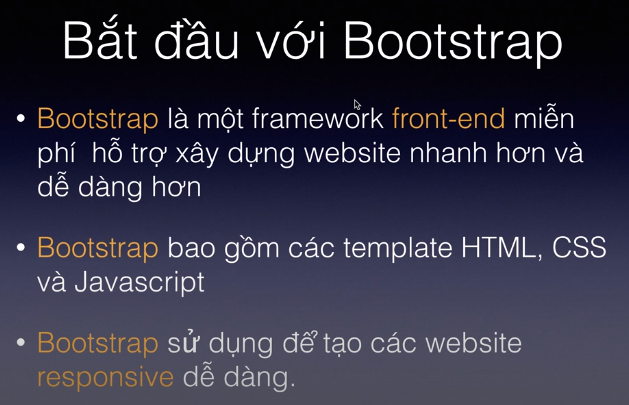 Bắt đầu với Bootstrap
• Bootstrap là một framework front-end miễn
phí hỗ trợ xây dựng website nhanh hơn và
dễ dàng hơn
• Bootstrap bao gồm các template HTML, CSS
và Javascript
• Bootstrap sử dụng để tạo các website
responsive dễ dàng.